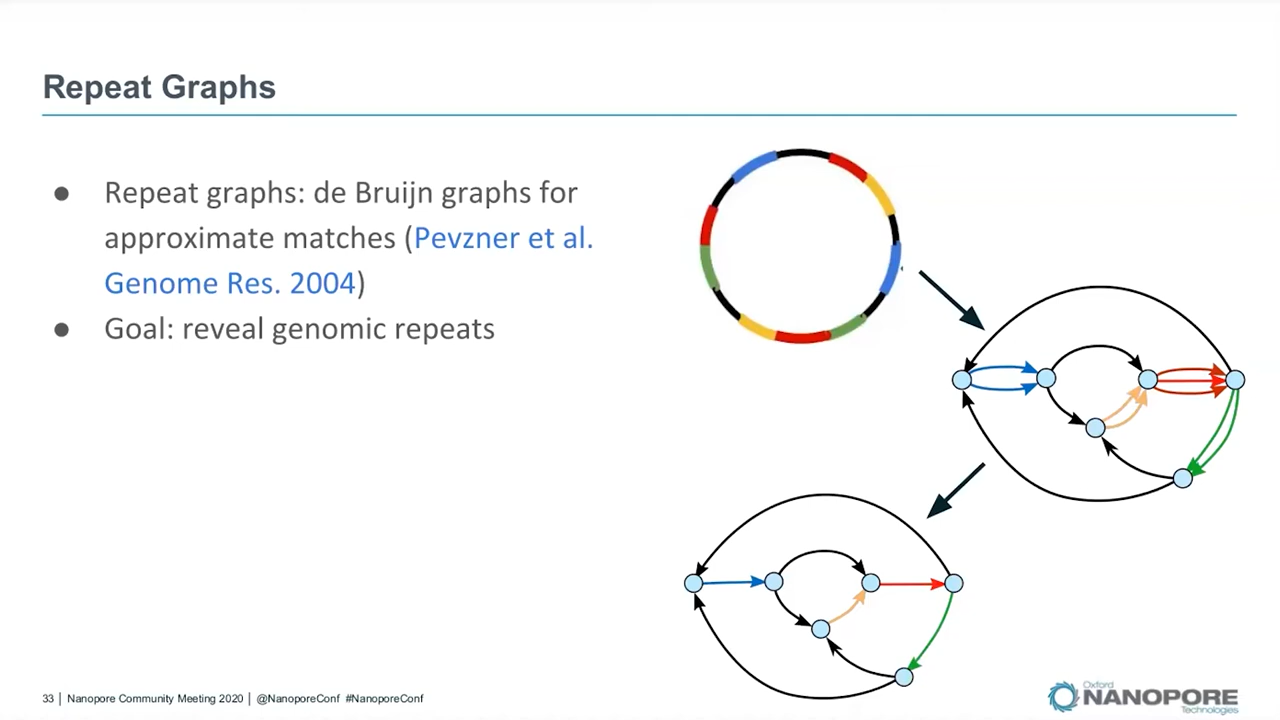 Repeat Graphs
● Repeat graphs: de Bruijn graphs for
approximate matches (Pevzner et al.
Genome Res. 2004)
● Goal: reveal genomic repeats
33 | Nanopore Community Meeting 2020 | @NanoporeConf #NanoporeConf
Oxford
NANOPORE
Technologies